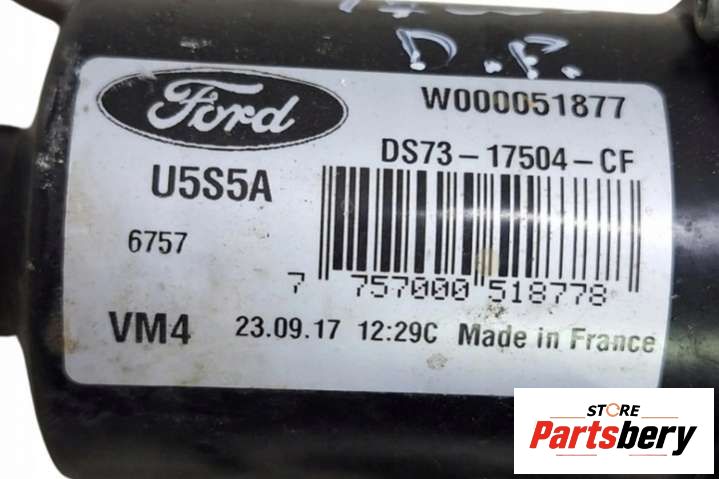 D.F.
Ford
W000051877
DS73-17504-CF
U5S5A
6757
7 757000 518778
VM4 23.09.17 12:29C Made in France
STORE
Partsbery